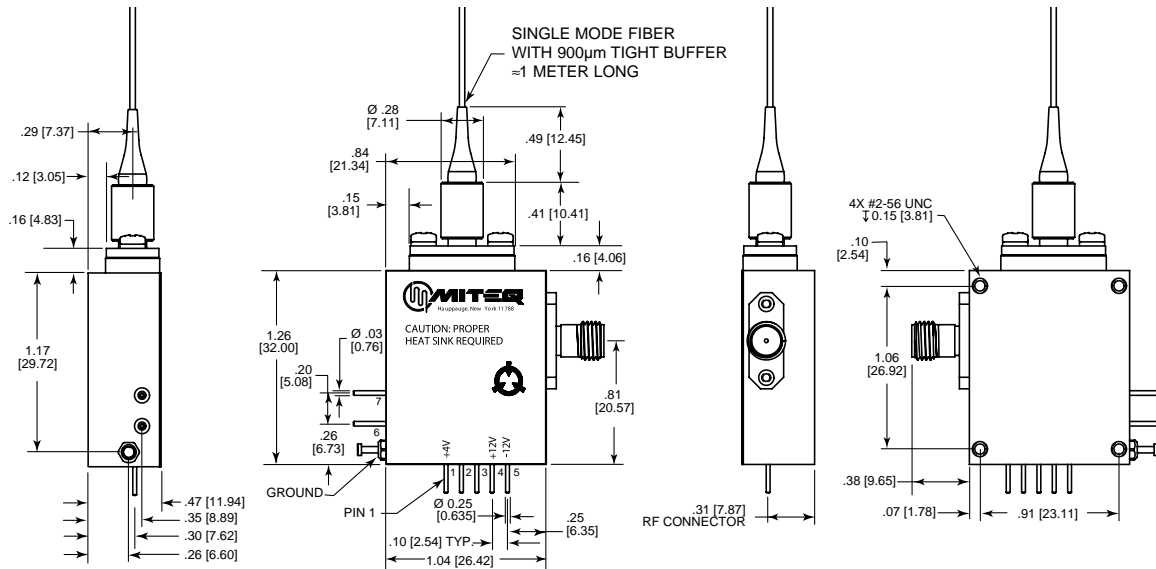 SINGLE MODE FIBER
WITH 900µm TIGHT BUFFER
≈1 METER LONG
.29 [7.37]
.12 [3.05]
.16 [4.83]
1.17
[29.72]
.47 [11.94]
.35 [8.89]
.30 [7.62]
.26 [6.60]
Ø .28
[7.11]
.49 [12.45]
.84
[21.34]
.15
[3.81]
.41 [10.41]
.16 [4.06]
MITEQ
Hauppauge, New York 11788
CAUTION: PROPER
HEAT SINK REQUIRED
1.26
[32.00]
Ø .03
[0.76]
.20
[5.08]
7
6
.26
[6.73]
.81
[20.57]
+4V
+12V
-12V
1 2 3 4 5
GROUND
PIN 1
Ø 0.25
[0.635]
.25
[6.35]
.10 [2.54] TYP.
1.04 [26.42]
.31 [7.87]
RF CONNECTOR
4X #2-56 UNC
↧ 0.15 [3.81]
.10
[2.54]
1.06
[26.92]
.38 [9.65]
.07 [1.78]
.91 [23.11]